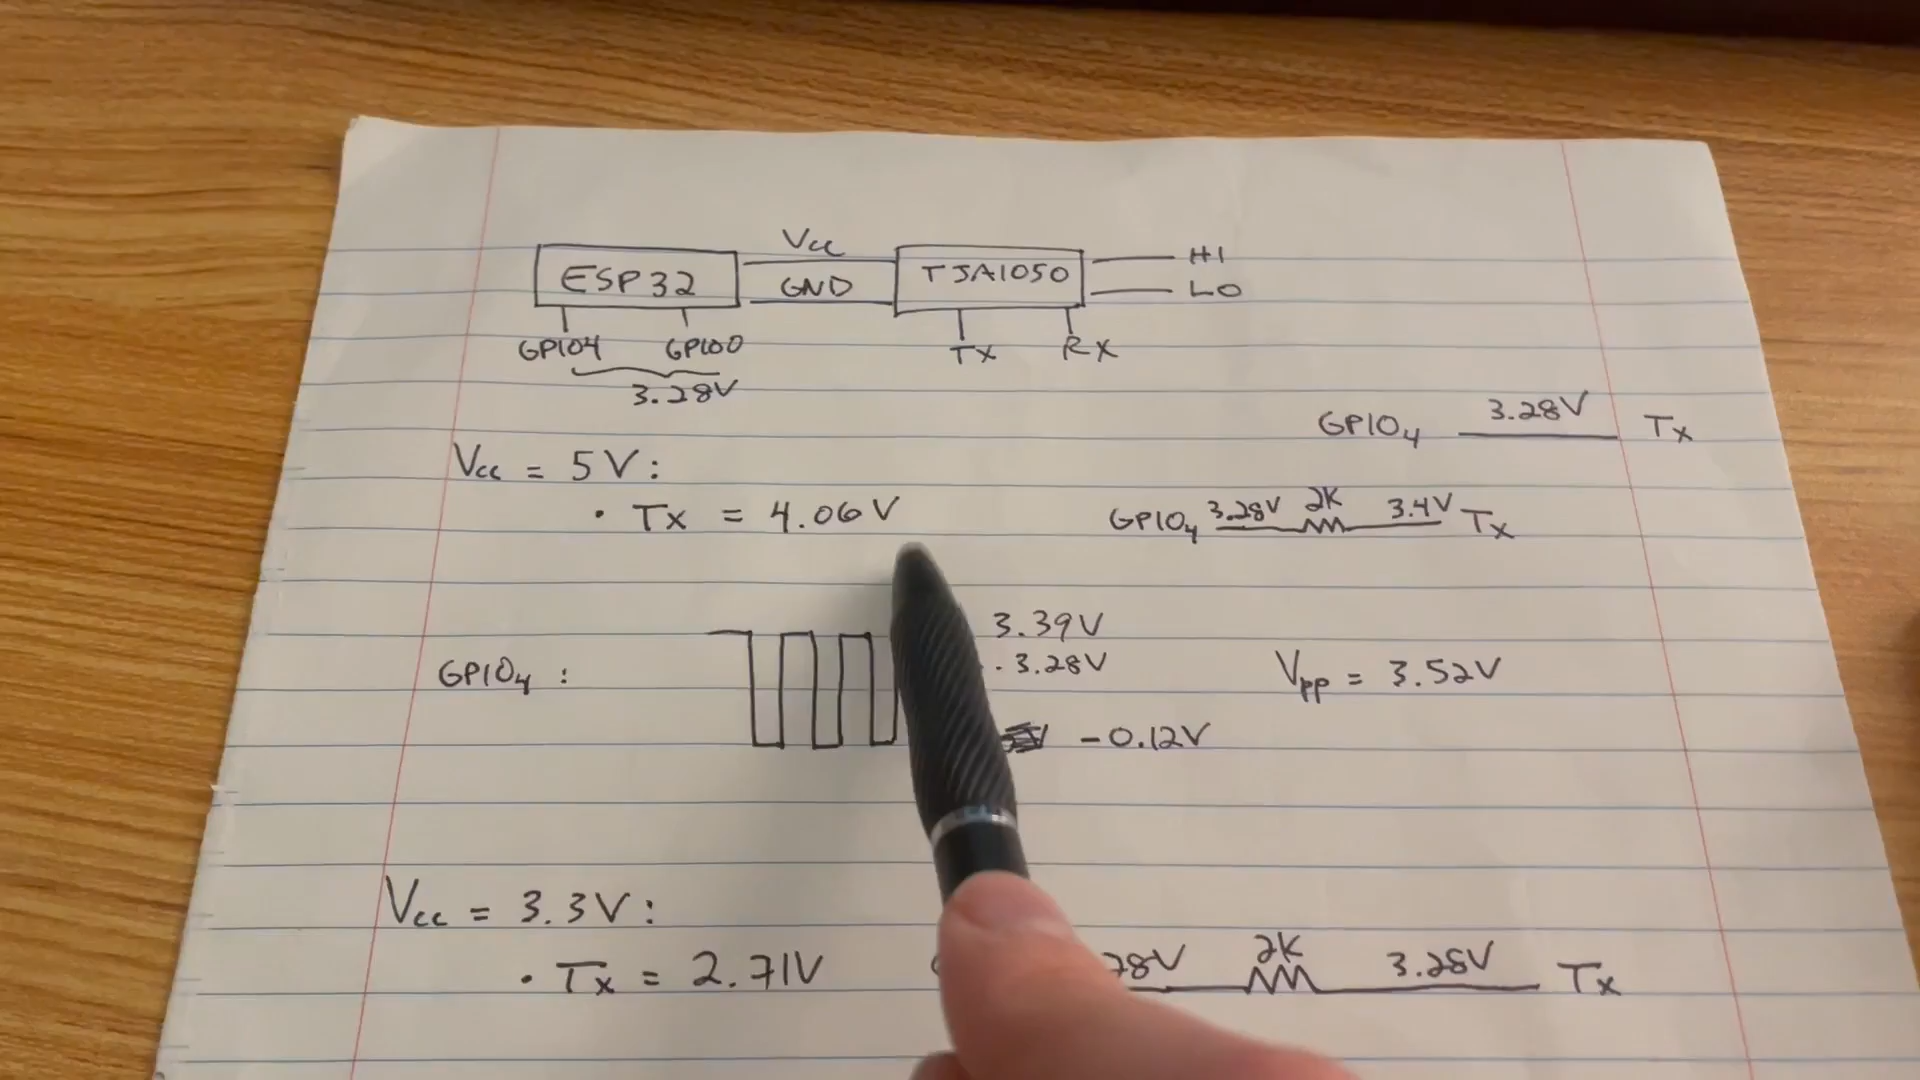 Vcc
ESP32 GND TJA1050 HI
LO
GPIO4 GPIO0 Tx Rx
3.28V
GPIO4 3.28V Tx
Vcc = 5V:
• Tx = 4.06V
GPIO4 3.28V 2K 3.4V Tx
3.39V
3.28V
GPIO4 : Vpp = 3.52V
-0.12V
Vcc = 3.3V:
• Tx = 2.71V 28V 2K 3.28V Tx